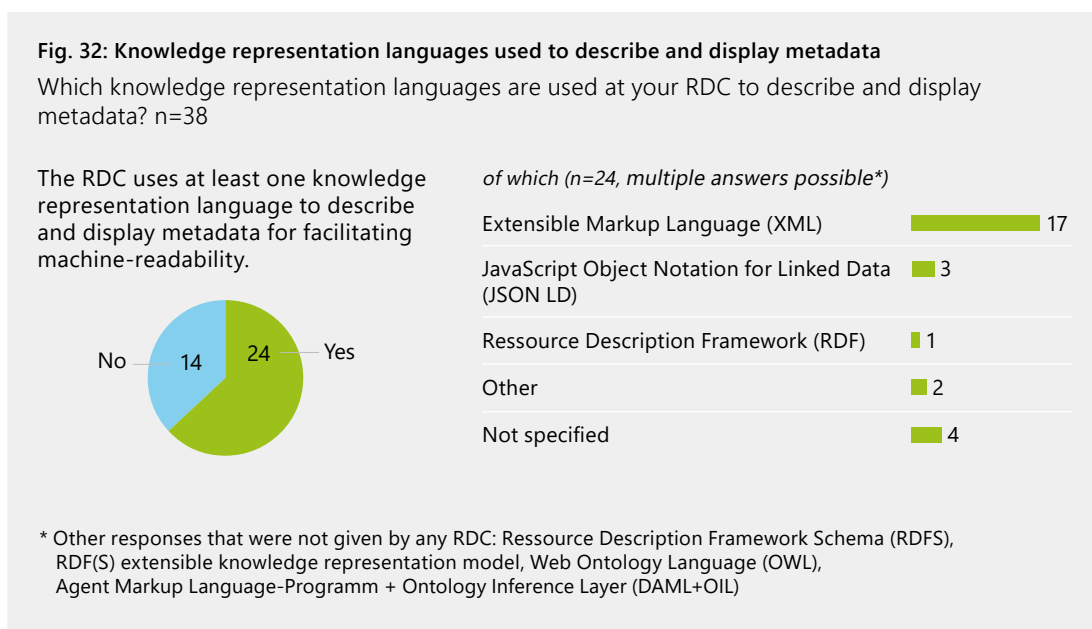 Fig. 32: Knowledge representation languages used to describe and display metadata
Which knowledge representation languages are used at your RDC to describe and display
metadata? n=38
The RDC uses at least one knowledge
representation language to describe
and display metadata for facilitating
machine-readability.
No
14
24
Yes
of which (n=24, multiple answers possible*)
Extensible Markup Language (XML)
17
JavaScript Object Notation for Linked Data
(JSON LD)
3
Ressource Description Framework (RDF)
1
Other
2
Not specified
4
* Other responses that were not given by any RDC: Ressource Description Framework Schema (RDFS),
RDF(S) extensible knowledge representation model, Web Ontology Language (OWL),
Agent Markup Language-Programm + Ontology Inference Layer (DAML+OIL)